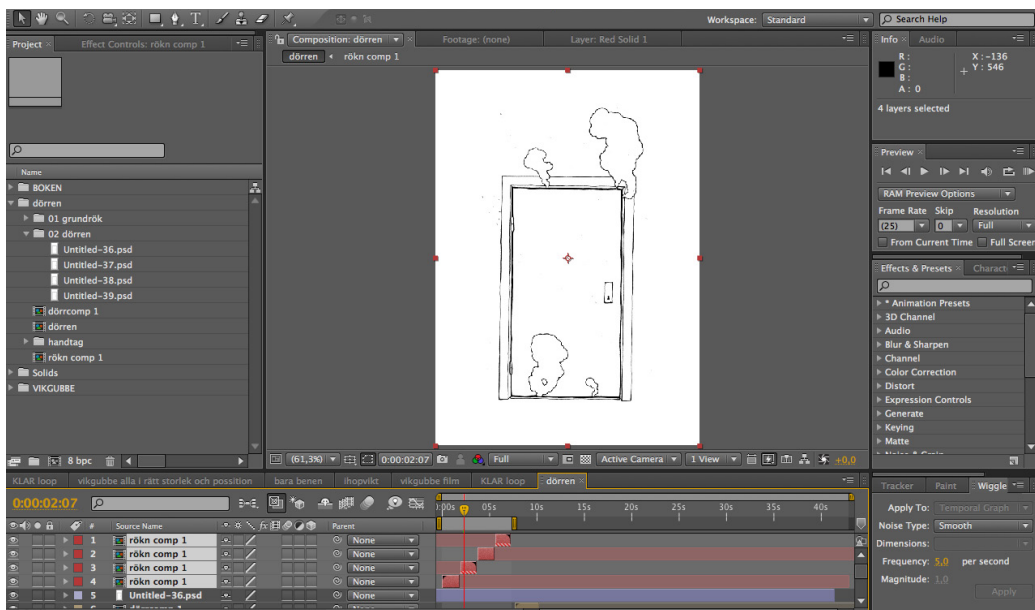 Workspace: Standard
Search Help
Project Effect Controls: rökn comp 1
Composition: dörren Footage: (none) Layer: Red Solid 1
dörren rökn comp 1
Info Audio
R: X: -136
G: Y: 546
B:
A: 0
4 layers selected
Name
BOKEN
dörren
01 grundrök
02 dörren
Untitled-36.psd
Untitled-37.psd
Untitled-38.psd
Untitled-39.psd
dörrcomp 1
dörren
handtag
rökn comp 1
Solids
VIKGUBBE
8 bpc
Preview
RAM Preview Options
Frame Rate Skip Resolution
(25) 0 Full
From Current Time Full Screen
Effects & Presets Charact
* Animation Presets
3D Channel
Audio
Blur & Sharpen
Channel
Color Correction
Distort
Expression Controls
Generate
Keying
Matte
(61,3%) 0:00:02:07 Full Active Camera 1 View +0,0
KLAR loop vikgubbe alla i rätt storlek och possition bara benen ihopvikt vikgubbe film KLAR loop dörren
0:00:02:07
05s 10s 15s 20s 25s 30s 35s 40s
# Source Name fx Parent
1 rökn comp 1 None
2 rökn comp 1 None
3 rökn comp 1 None
4 rökn comp 1 None
5 Untitled-36.psd None
Tracker Paint Wiggle
Apply To: Temporal Graph
Noise Type: Smooth
Dimensions:
Frequency: 5,0 per second
Magnitude: 1,0
Apply